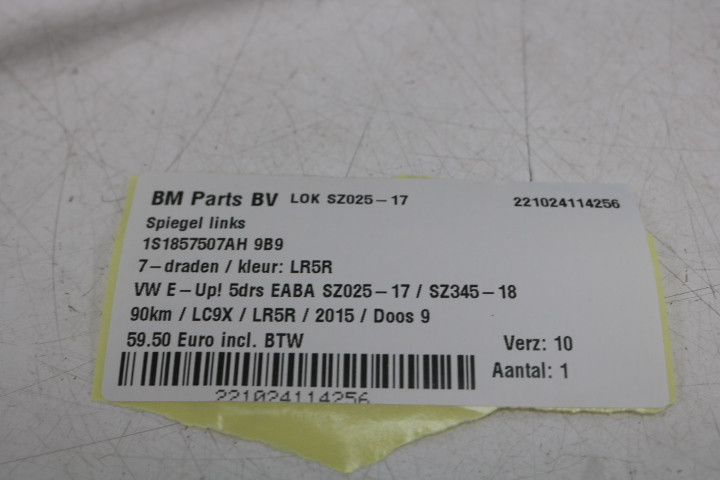 BM Parts BV LOK SZ025-17 221024114256
Spiegel links
1S1857507AH 9B9
7-draden / kleur: LR5R
VW E-Up! 5drs EABA SZ025-17 / SZ345-18
90km / LC9X / LR5R / 2015 / Doos 9
59.50 Euro incl. BTW Verz: 10
Aantal: 1
221024114256